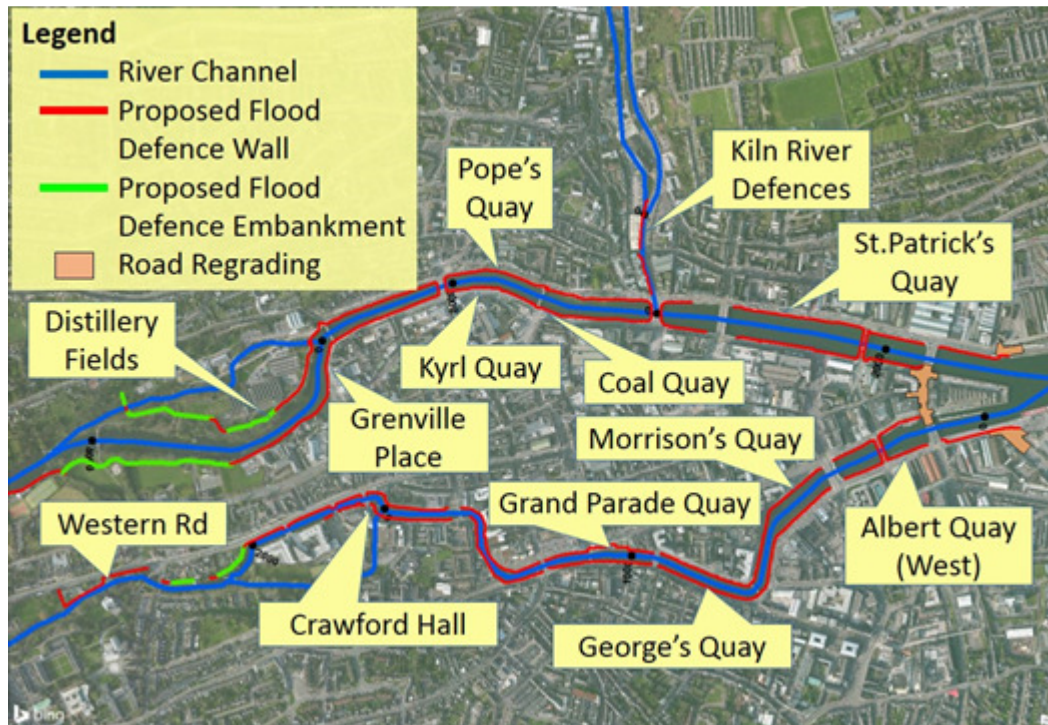 Legend
River Channel
Proposed Flood
Defence Wall
Proposed Flood
Defence Embankment
Road Regrading
Pope's
Quay
Kiln River
Defences
St.Patrick's
Quay
Distillery
Fields
Kyrl Quay
Coal Quay
Grenville
Place
Morrison's Quay
Western Rd
Grand Parade Quay
Albert Quay
(West)
Crawford Hall
George's Quay
bing